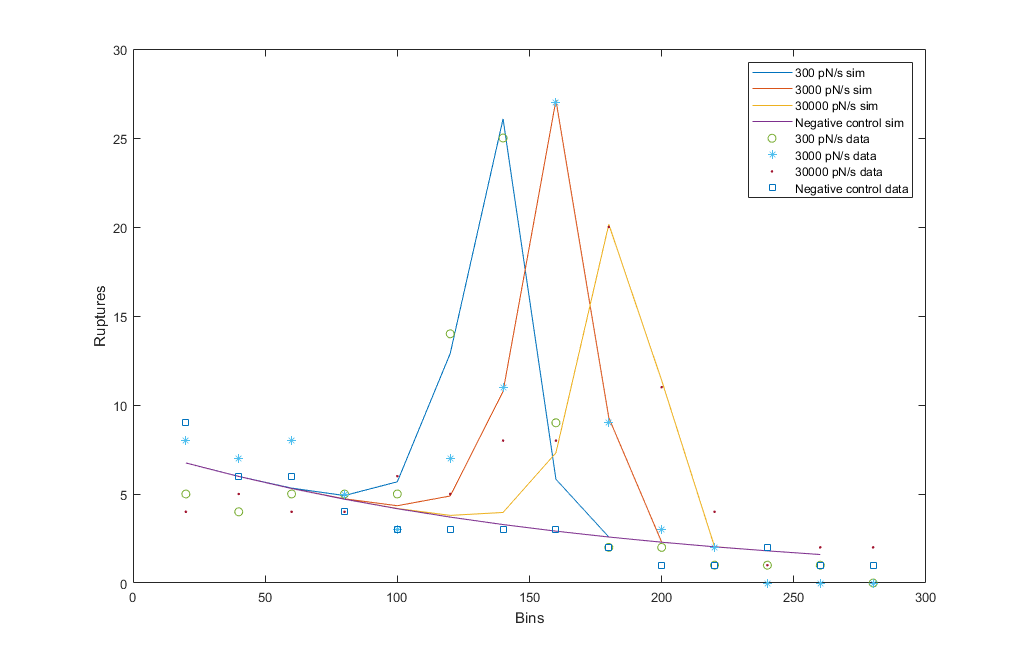 30
25
20
15
10
5
0
Ruptures
0 50 100 150 200 250 300
Bins
300 pN/s sim
3000 pN/s sim
30000 pN/s sim
Negative control sim
300 pN/s data
3000 pN/s data
30000 pN/s data
Negative control data